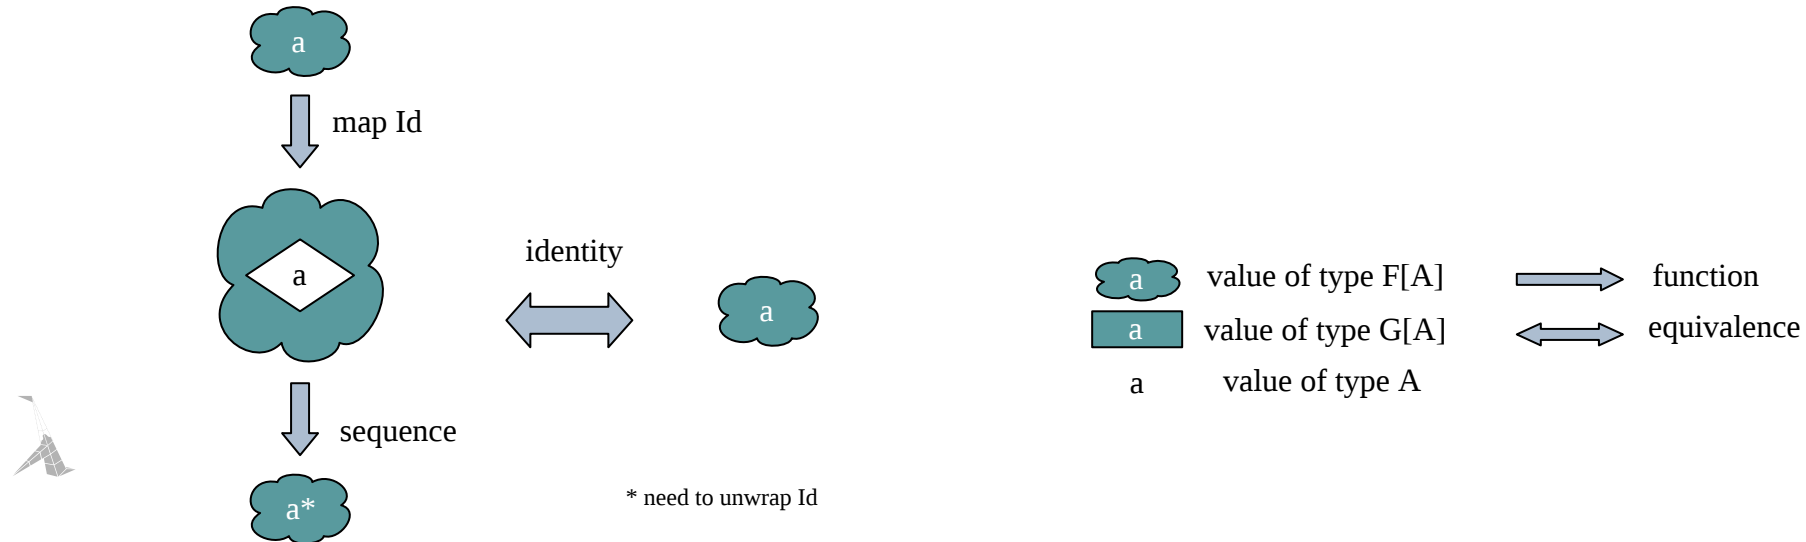 a
map Id
a
identity
a
sequence
a*
* need to unwrap Id
a value of type F[A]
function
a value of type G[A]
equivalence
a value of type A